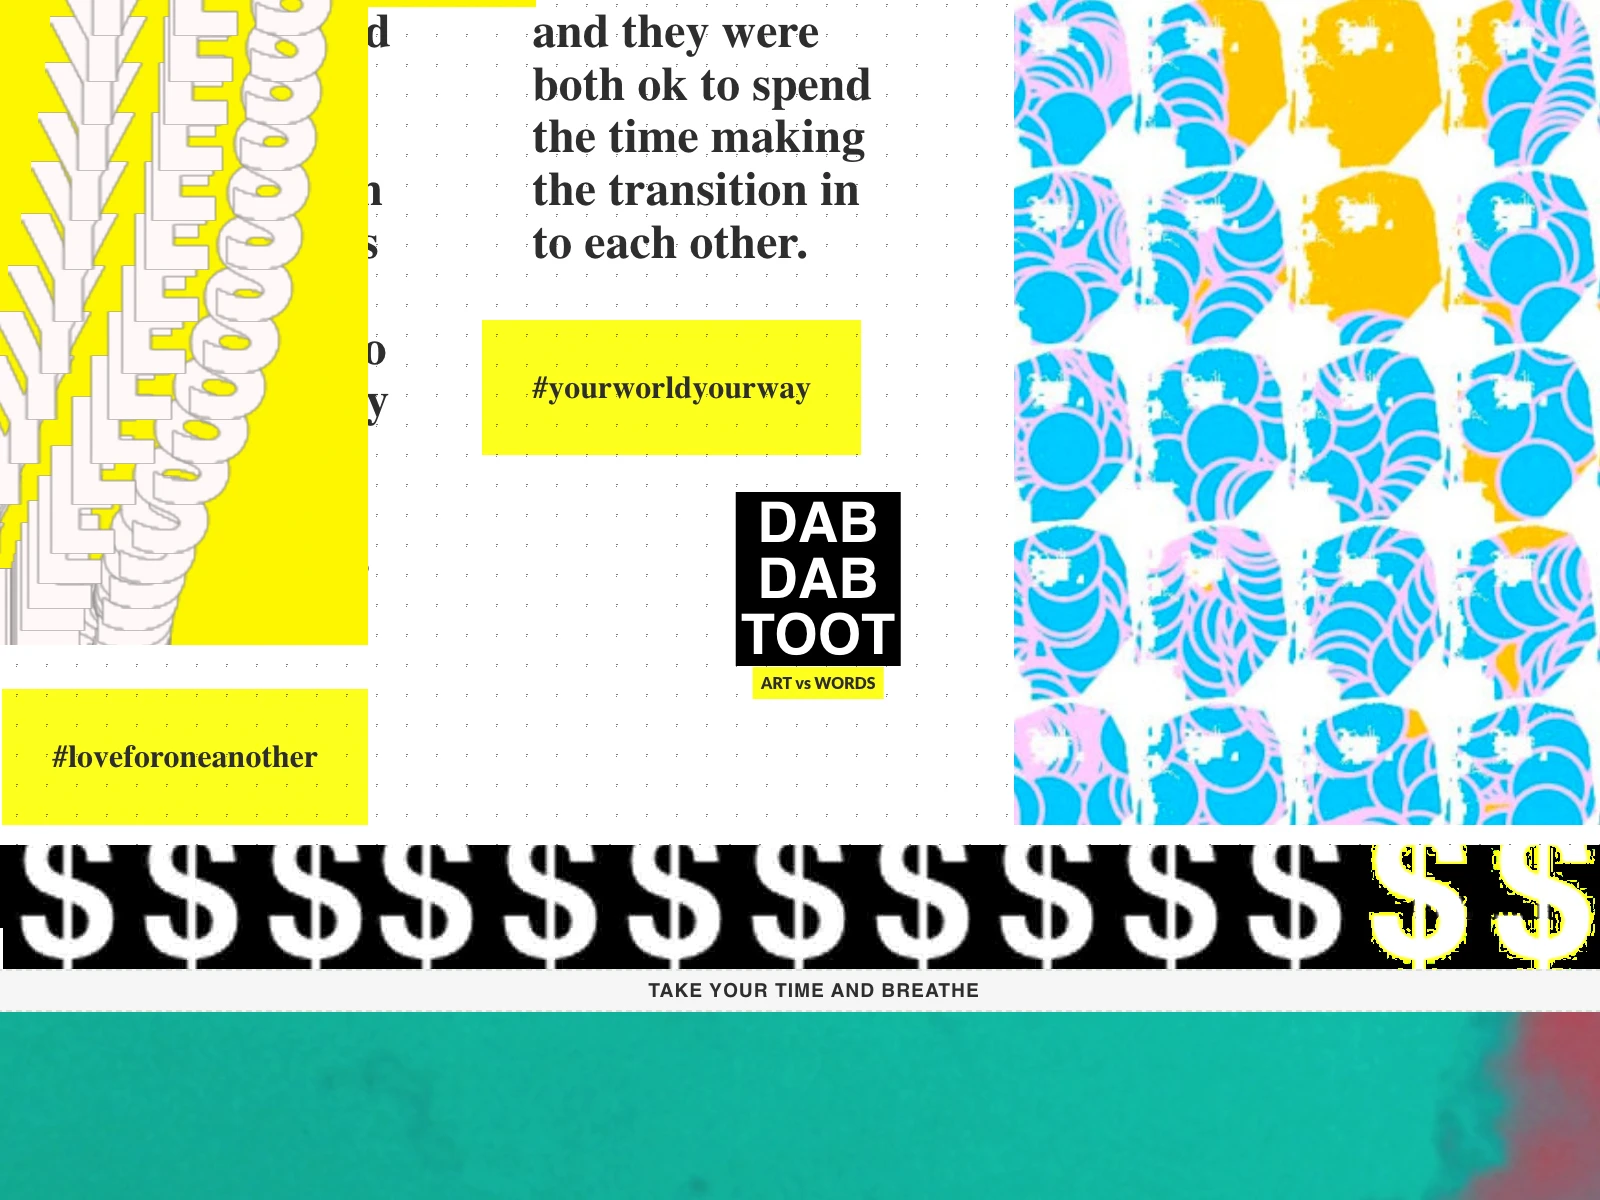 YES
and they were
both ok to spend
the time making
the transition in
to each other.
#yourworldyourway
DAB
DAB
TOOT
ART vs WORDS
#loveforoneanother
$ $ $ $ $ $ $ $ $ $ $ $ $
TAKE YOUR TIME AND BREATHE